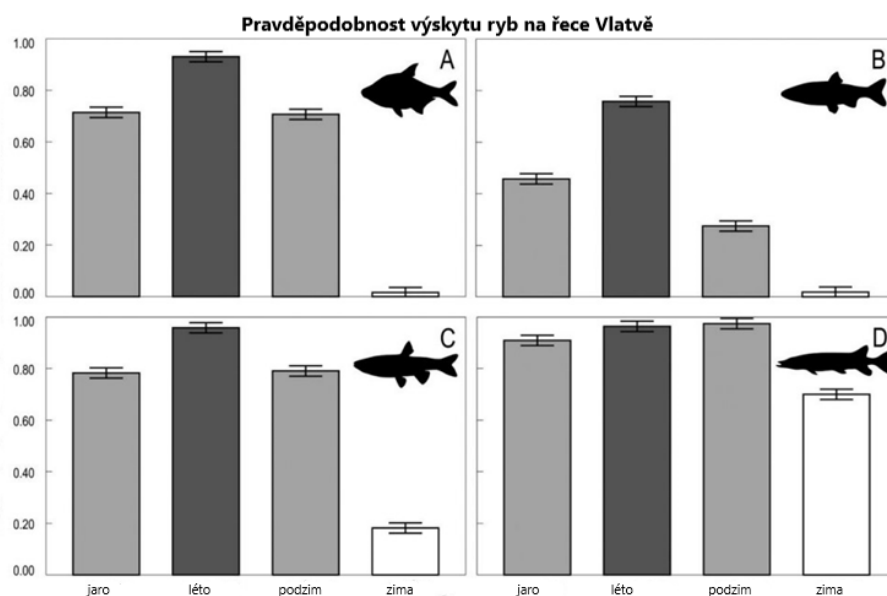 Pravděpodobnost výskytu ryb na řece Vlatvě
1.00 A B
0.80
0.60
0.40
0.20
0.00
1.00 C D
0.80
0.60
0.40
0.20
0.00
jaro léto podzim zima jaro léto podzim zima